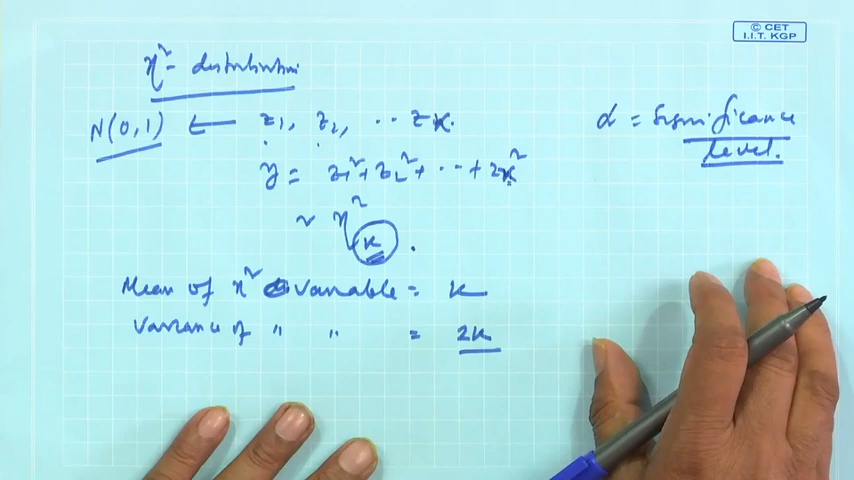 © CET
I.I.T. KGP
χ²- distribution
N(0,1) ← z₁, z₂, ·· zk.
y = z₁² + z₂² + ··· + zk²
~ χ²k.
Mean of χ² variable = k
Variance of " " = 2k
α = Significance
level.